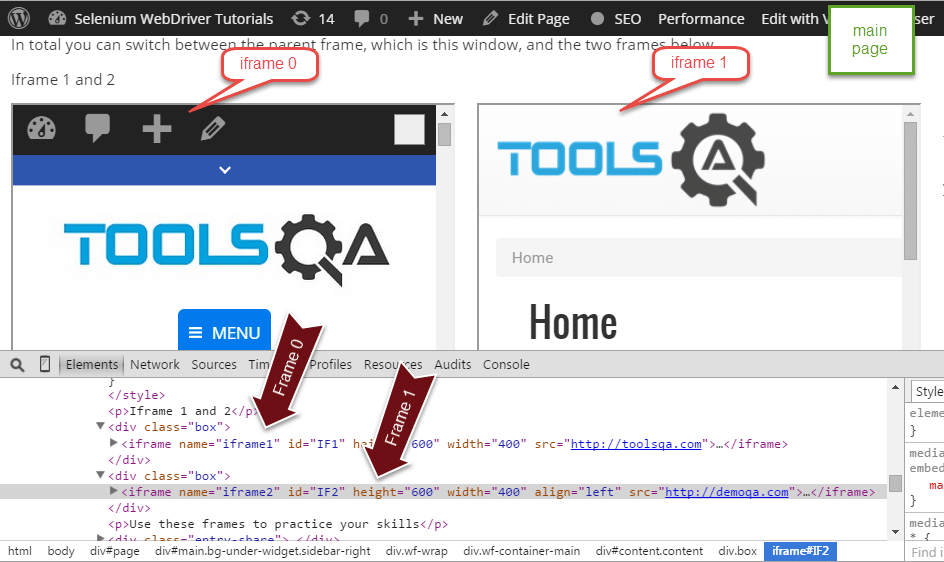 Selenium WebDriver Tutorials 14 0 New Edit Page SEO Performance Edit with V ser
main
page
In total you can switch between the parent frame, which is this window, and the two frames below
Iframe 1 and 2
iframe 0
iframe 1
TOOLSQA
MENU
TOOLS QA
Home
Home
Elements Network Sources Tim Profiles Resources Audits Console
Frame 0
Frame 1
}
</style>
<p>Iframe 1 and 2</p>
<div class="box">
<iframe name="iframe1" id="IF1" hei "600" width="400" src="http://toolsqa.com">…</iframe>
</div>
<div class="box">
<iframe name="iframe2" id="IF2" height="600" width="400" align="left" src="http://demoqa.com">…</iframe>
</div>
<p>Use these frames to practice your skills</p>
<div class="entry-share"> </div>
Style
eleme
}
media
embed
ma
}
media
* {
html body div#page div#main.bg-under-widget.sidebar-right div.wf-wrap div.wf-container-main div#content.content div.box iframe#IF2
Find i